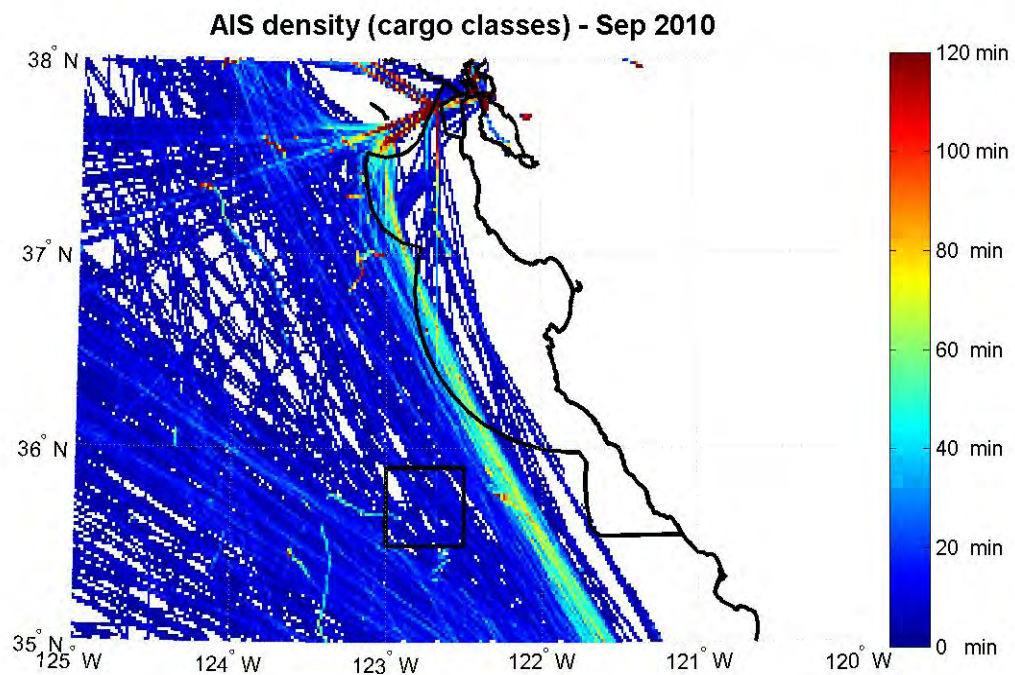 AIS density (cargo classes) - Sep 2010
38° N
37° N
36° N
35° N
125° W
124° W
123° W
122° W
121° W
120° W
120 min
100 min
80 min
60 min
40 min
20 min
0 min